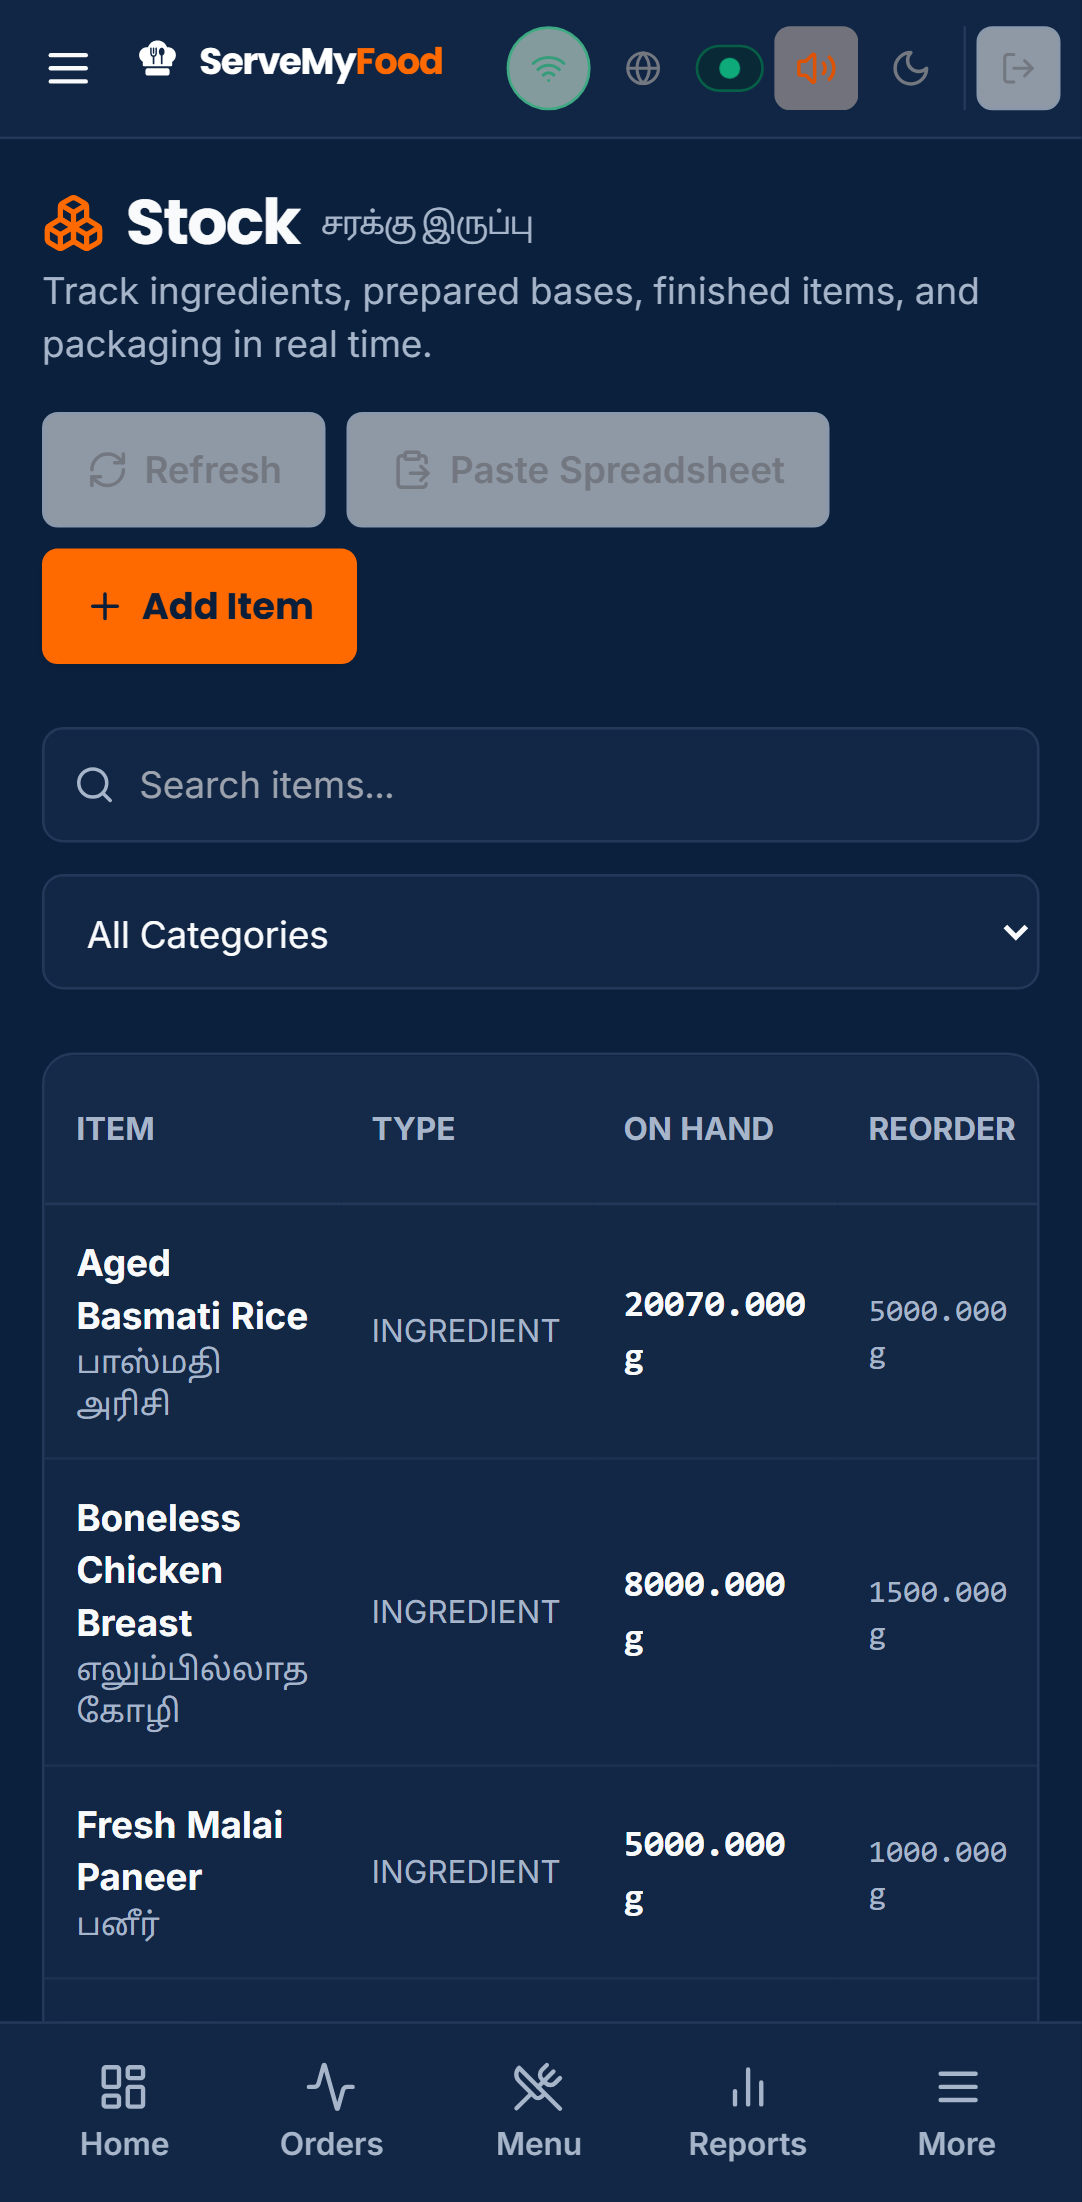 ServeMyFood
Stock சரக்கு இருப்பு
Track ingredients, prepared bases, finished items, and
packaging in real time.
Refresh
Paste Spreadsheet
Add Item
Search items...
All Categories
ITEM TYPE ON HAND REORDER
Aged
Basmati Rice
பாஸ்மதி
அரிசி
INGREDIENT
20070.000
g
5000.000
g
Boneless
Chicken
Breast
எலும்பில்லாத
கோழி
INGREDIENT
8000.000
g
1500.000
g
Fresh Malai
Paneer
பனீர்
INGREDIENT
5000.000
g
1000.000
g
Home Orders Menu Reports More